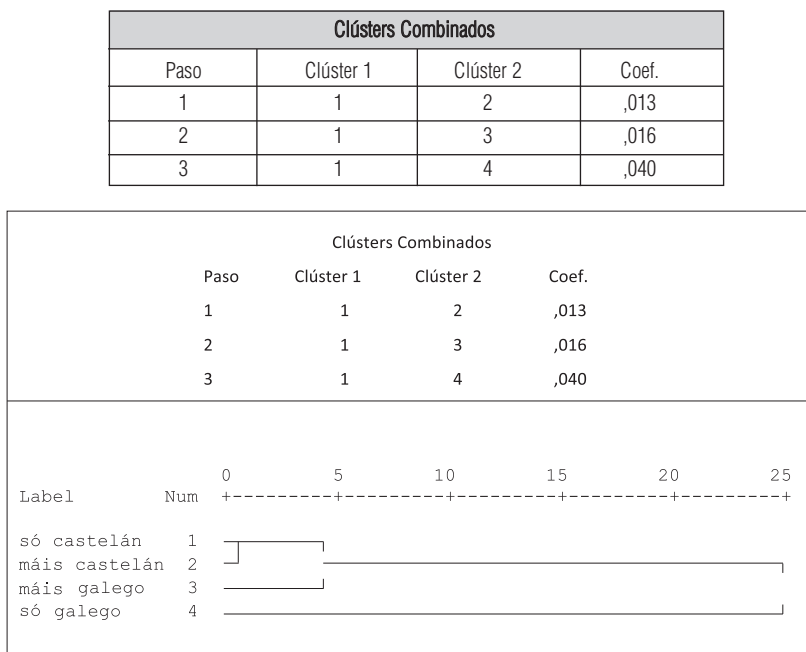 Clústers Combinados
Paso Clúster 1 Clúster 2 Coef.
1 1 2 ,013
2 1 3 ,016
3 1 4 ,040
Clústers Combinados
Paso Clúster 1 Clúster 2 Coef.
1 1 2 ,013
2 1 3 ,016
3 1 4 ,040
0 5 10 15 20 25
Label Num +---------+---------+---------+---------+---------+
só castelán 1
máis castelán 2
máis galego 3
só galego 4